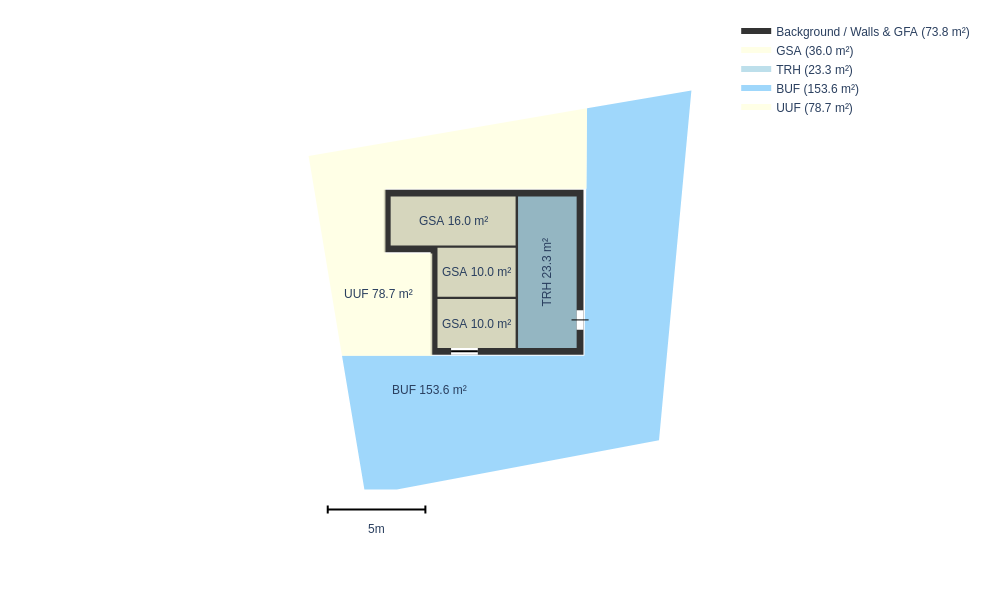 Background / Walls & GFA (73.8 m²)
GSA (36.0 m²)
TRH (23.3 m²)
BUF (153.6 m²)
UUF (78.7 m²)
GSA 16.0 m²
TRH 23.3 m²
GSA 10.0 m²
UUF 78.7 m²
GSA 10.0 m²
BUF 153.6 m²
5m